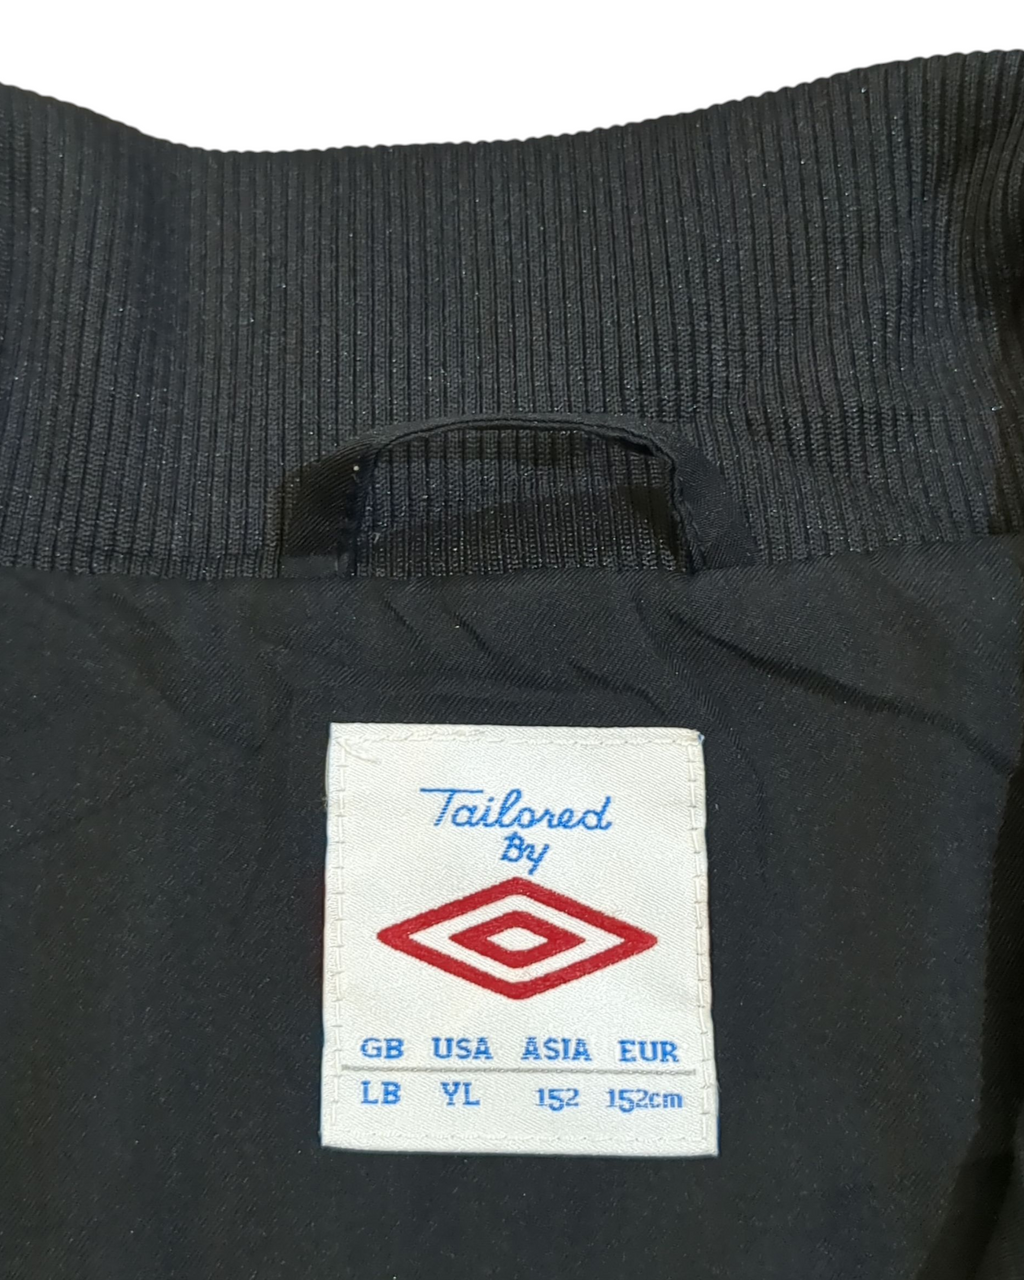 Tailored
By
GB USA ASIA EUR
LB YL 152 152cm